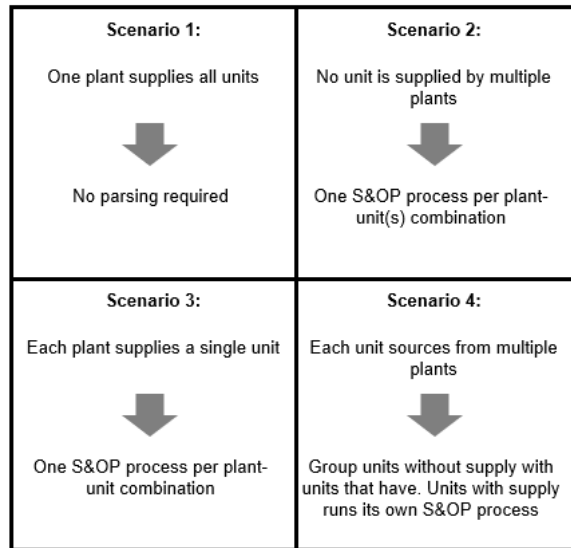 Scenario 1:
One plant supplies all units
No parsing required
Scenario 2:
No unit is supplied by multiple
plants
One S&OP process per plant-
unit(s) combination
Scenario 3:
Each plant supplies a single unit
One S&OP process per plant-
unit combination
Scenario 4:
Each unit sources from multiple
plants
Group units without supply with
units that have. Units with supply
runs its own S&OP process